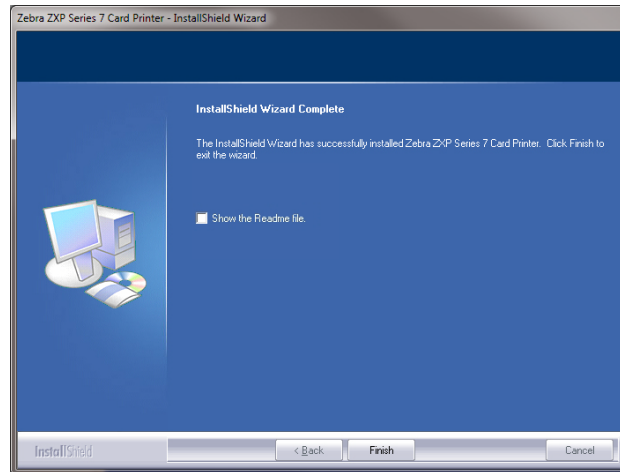 Zebra ZXP Series 7 Card Printer - InstallShield Wizard
InstallShield Wizard Complete
The InstallShield Wizard has successfully installed Zebra ZXP Series 7 Card Printer. Click Finish to
exit the wizard.
Show the Readme file.
InstallShield
< Back
Finish
Cancel